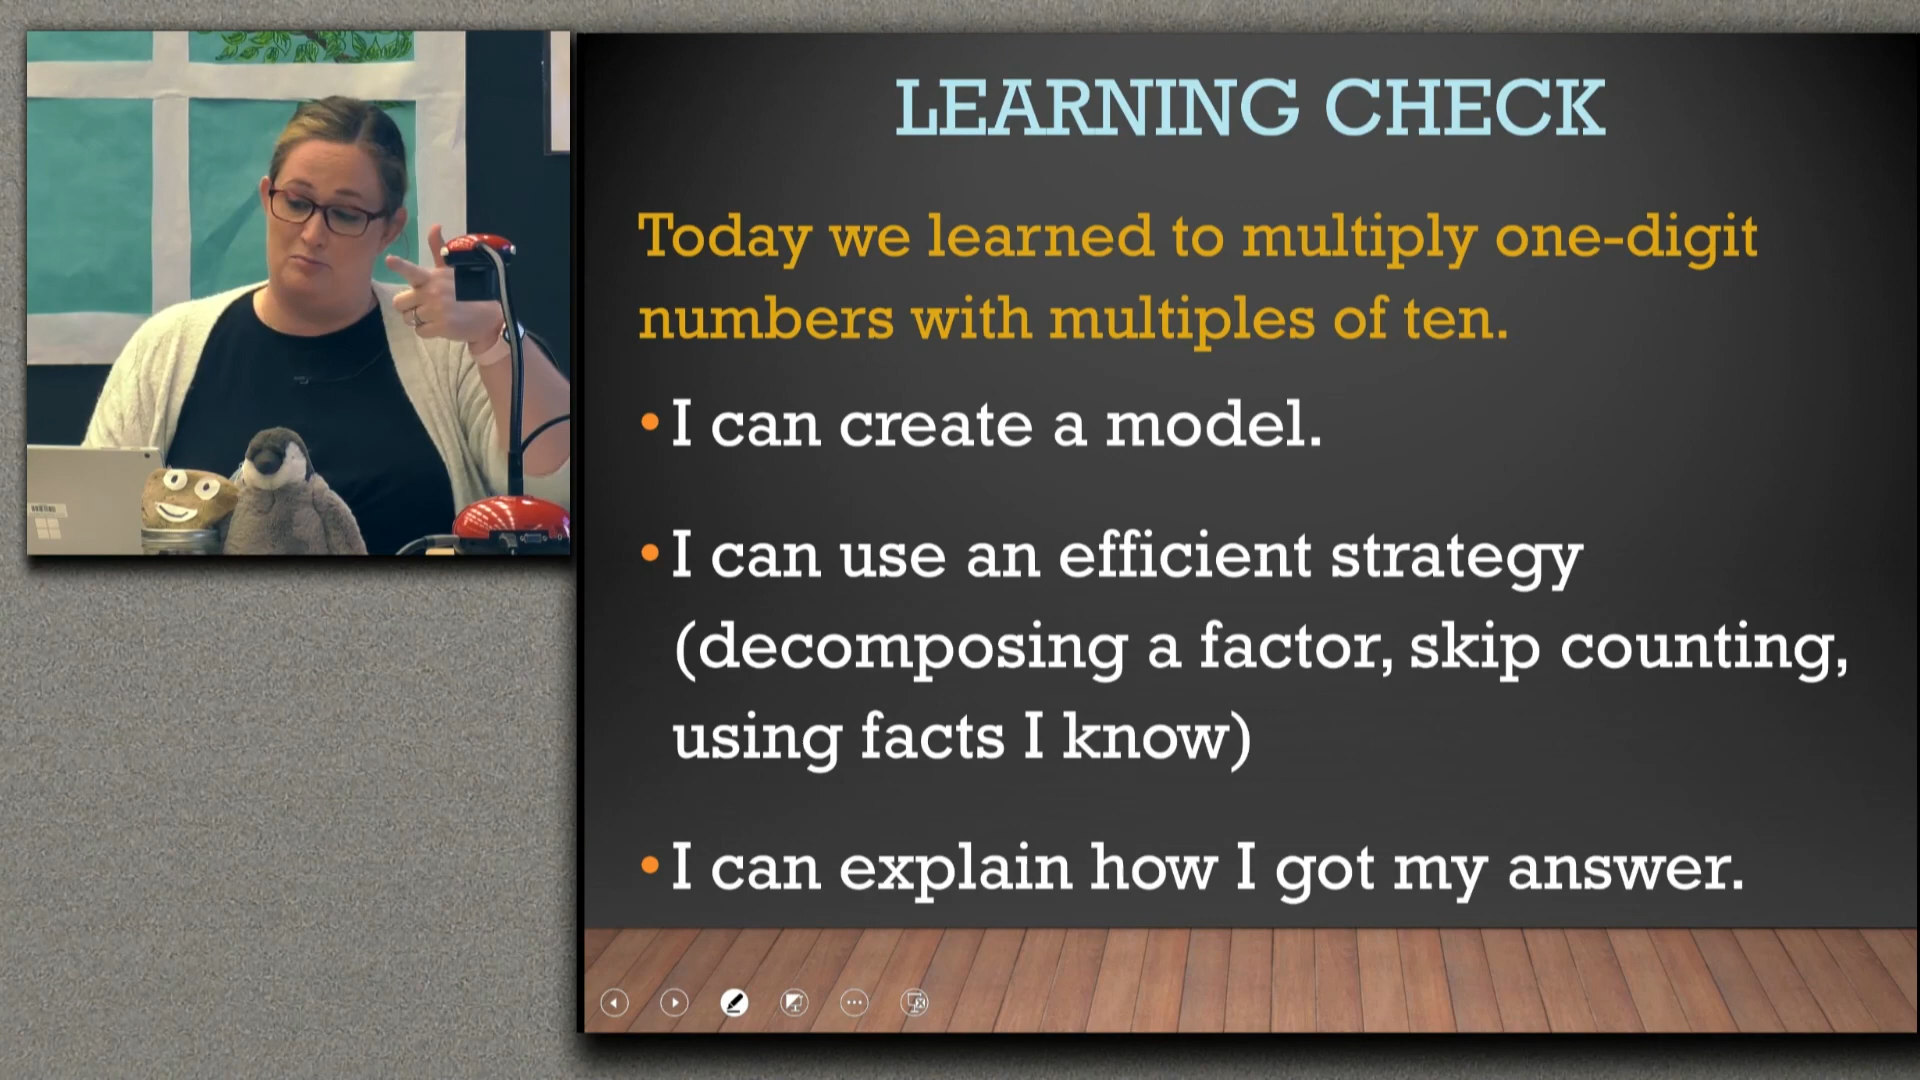 LEARNING CHECK
Today we learned to multiply one-digit
numbers with multiples of ten.
•I can create a model.
•I can use an efficient strategy
(decomposing a factor, skip counting,
using facts I know)
•I can explain how I got my answer.